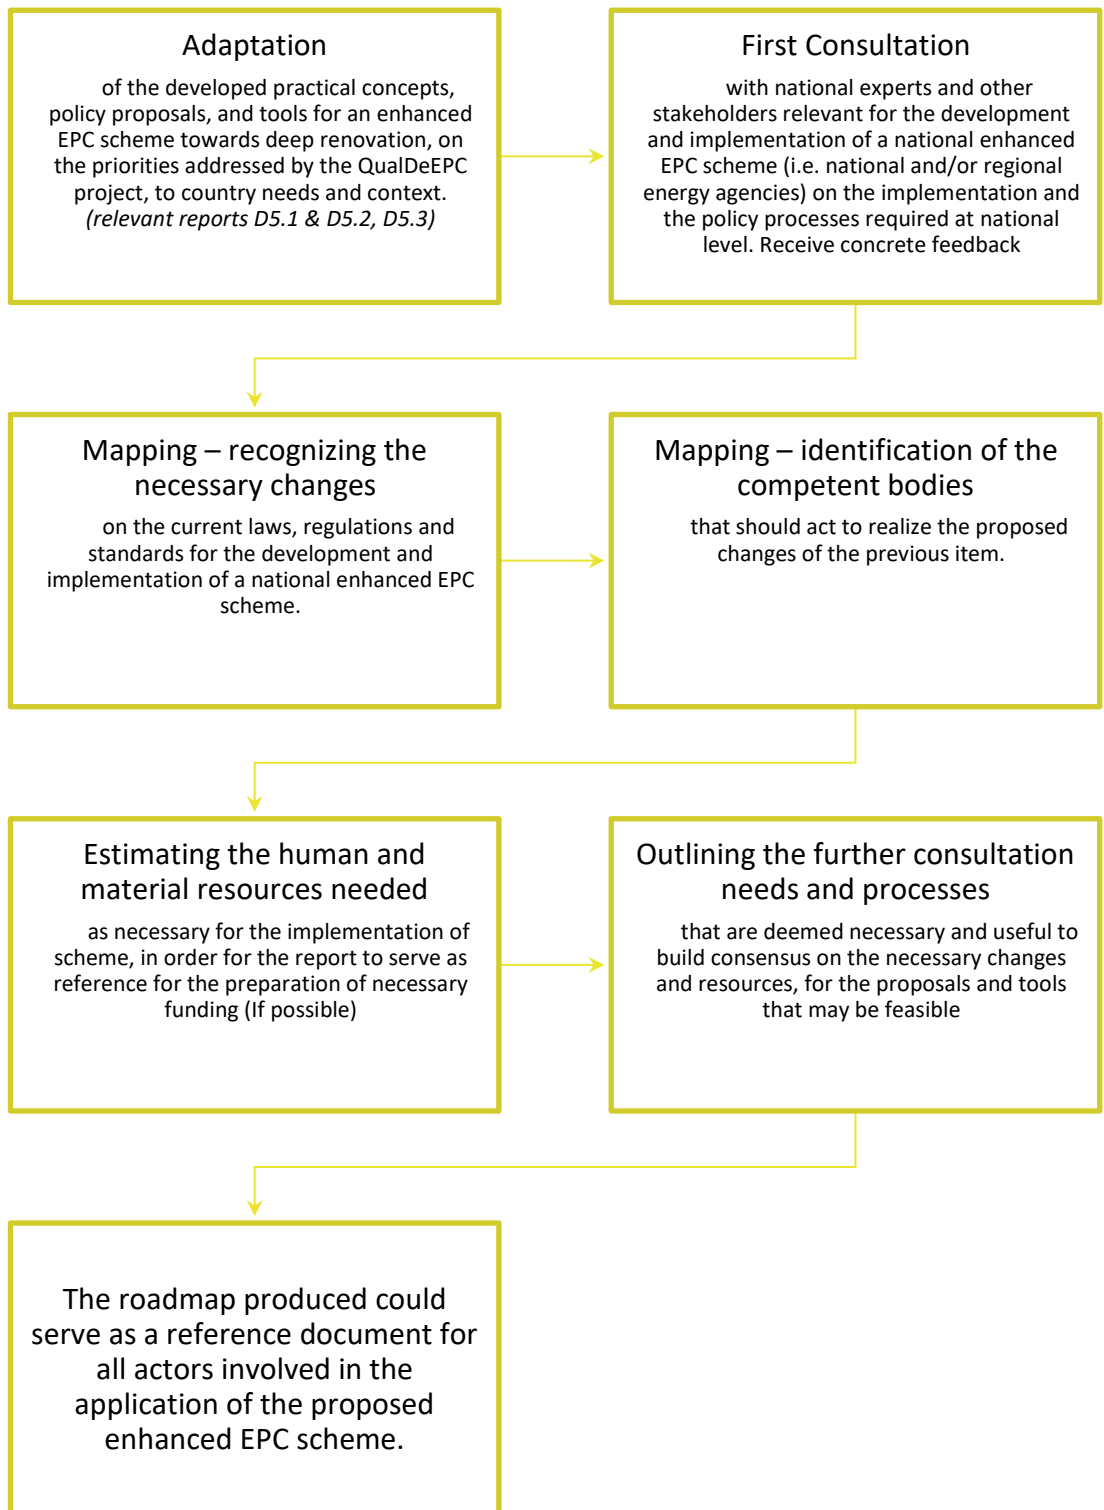 Adaptation
of the developed practical concepts,
policy proposals, and tools for an enhanced
EPC scheme towards deep renovation, on
the priorities addressed by the QualDeEPC
project, to country needs and context.
(relevant reports D5.1 & D5.2, D5.3)
First Consultation
with national experts and other
stakeholders relevant for the development
and implementation of a national enhanced
EPC scheme (i.e. national and/or regional
energy agencies) on the implementation and
the policy processes required at national
level. Receive concrete feedback
Mapping – recognizing the
necessary changes
on the current laws, regulations and
standards for the development and
implementation of a national enhanced EPC
scheme.
Mapping – identification of the
competent bodies
that should act to realize the proposed
changes of the previous item.
Estimating the human and
material resources needed
as necessary for the implementation of
scheme, in order for the report to serve as
reference for the preparation of necessary
funding (If possible)
Outlining the further consultation
needs and processes
that are deemed necessary and useful to
build consensus on the necessary changes
and resources, for the proposals and tools
that may be feasible
The roadmap produced could
serve as a reference document for
all actors involved in the
application of the proposed
enhanced EPC scheme.